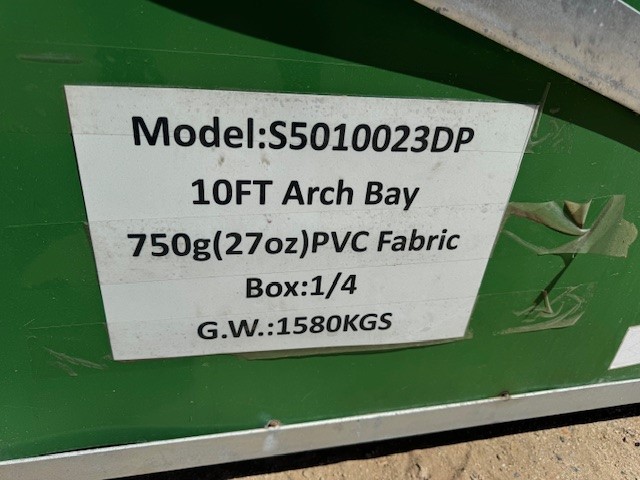 Model:S5010023DP
10FT Arch Bay
750g(27oz)PVC Fabric
Box:1/4
G.W.:1580KGS